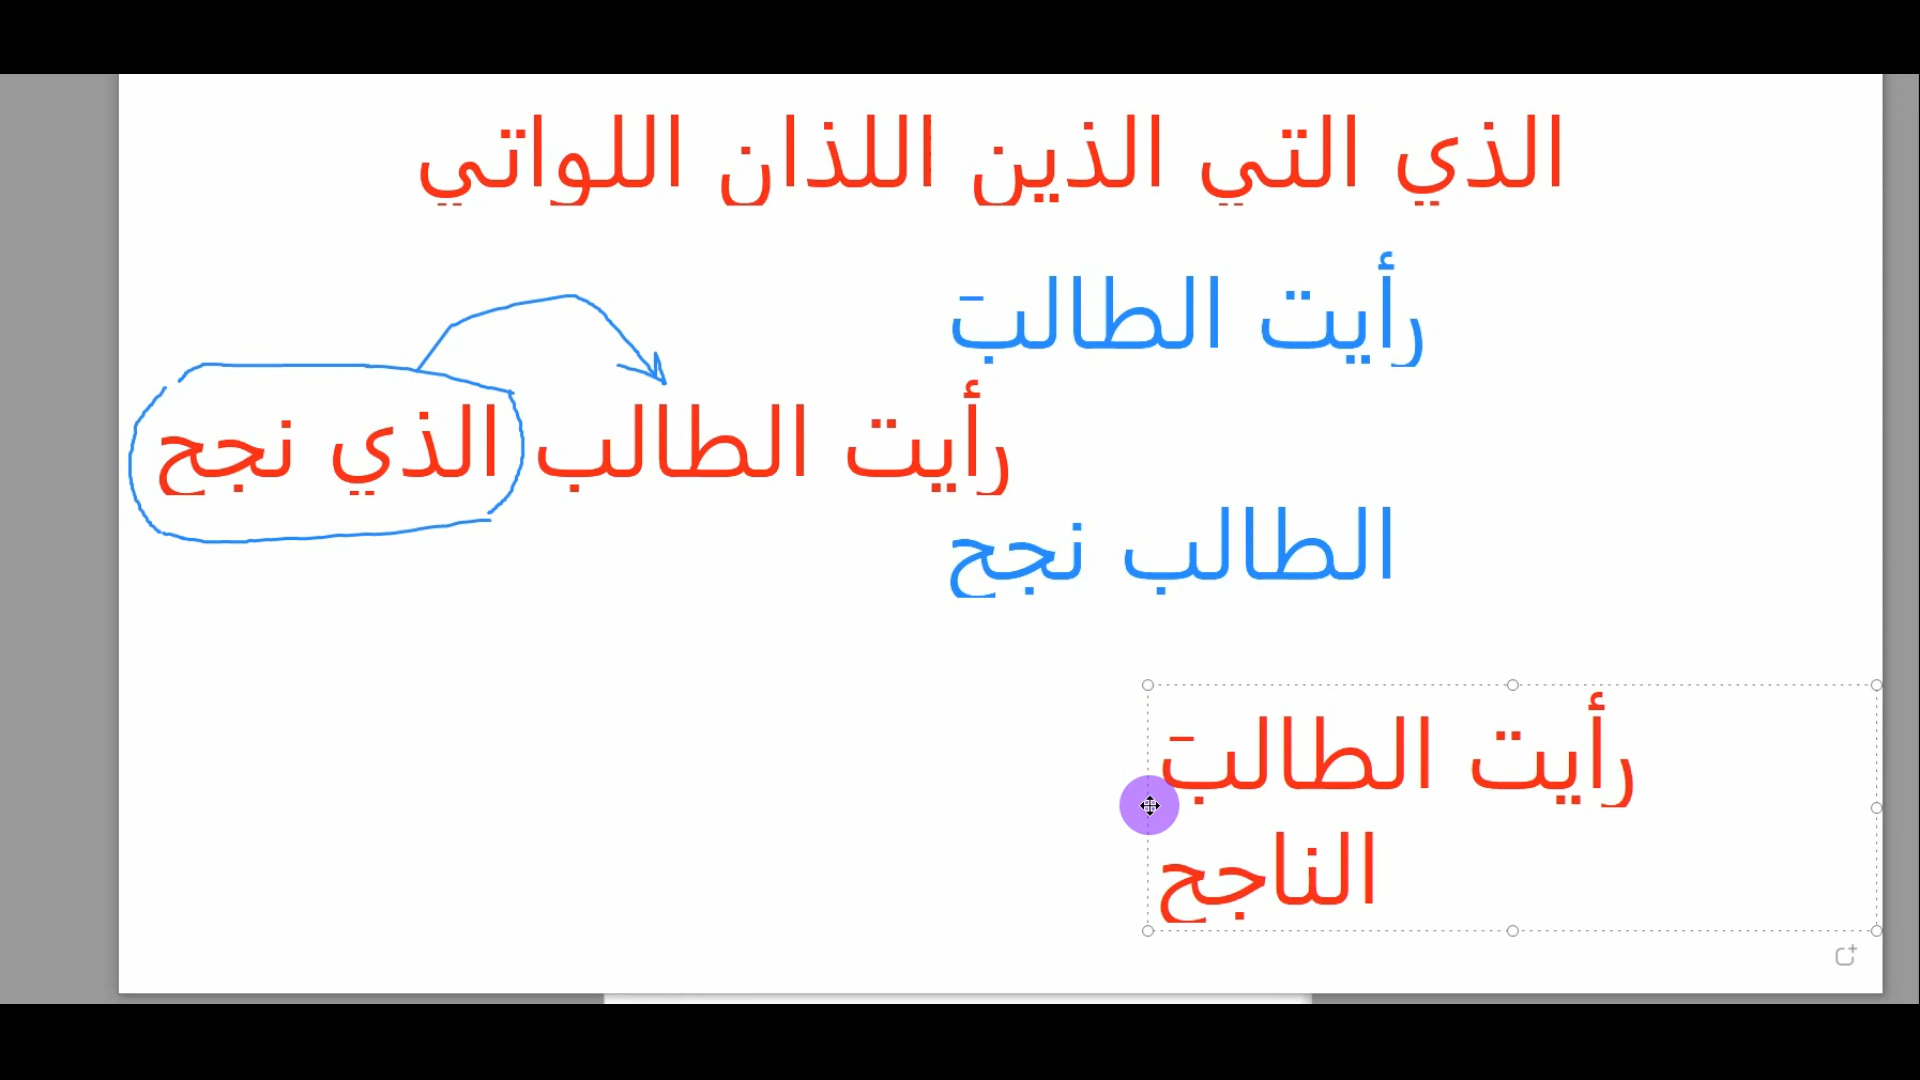 الذي التي الذين اللذان اللواتي
رأيت الطالبَ
رأيت الطالب الذي نجح
الطالب نجح
رأيت الطالبَ
الناجح